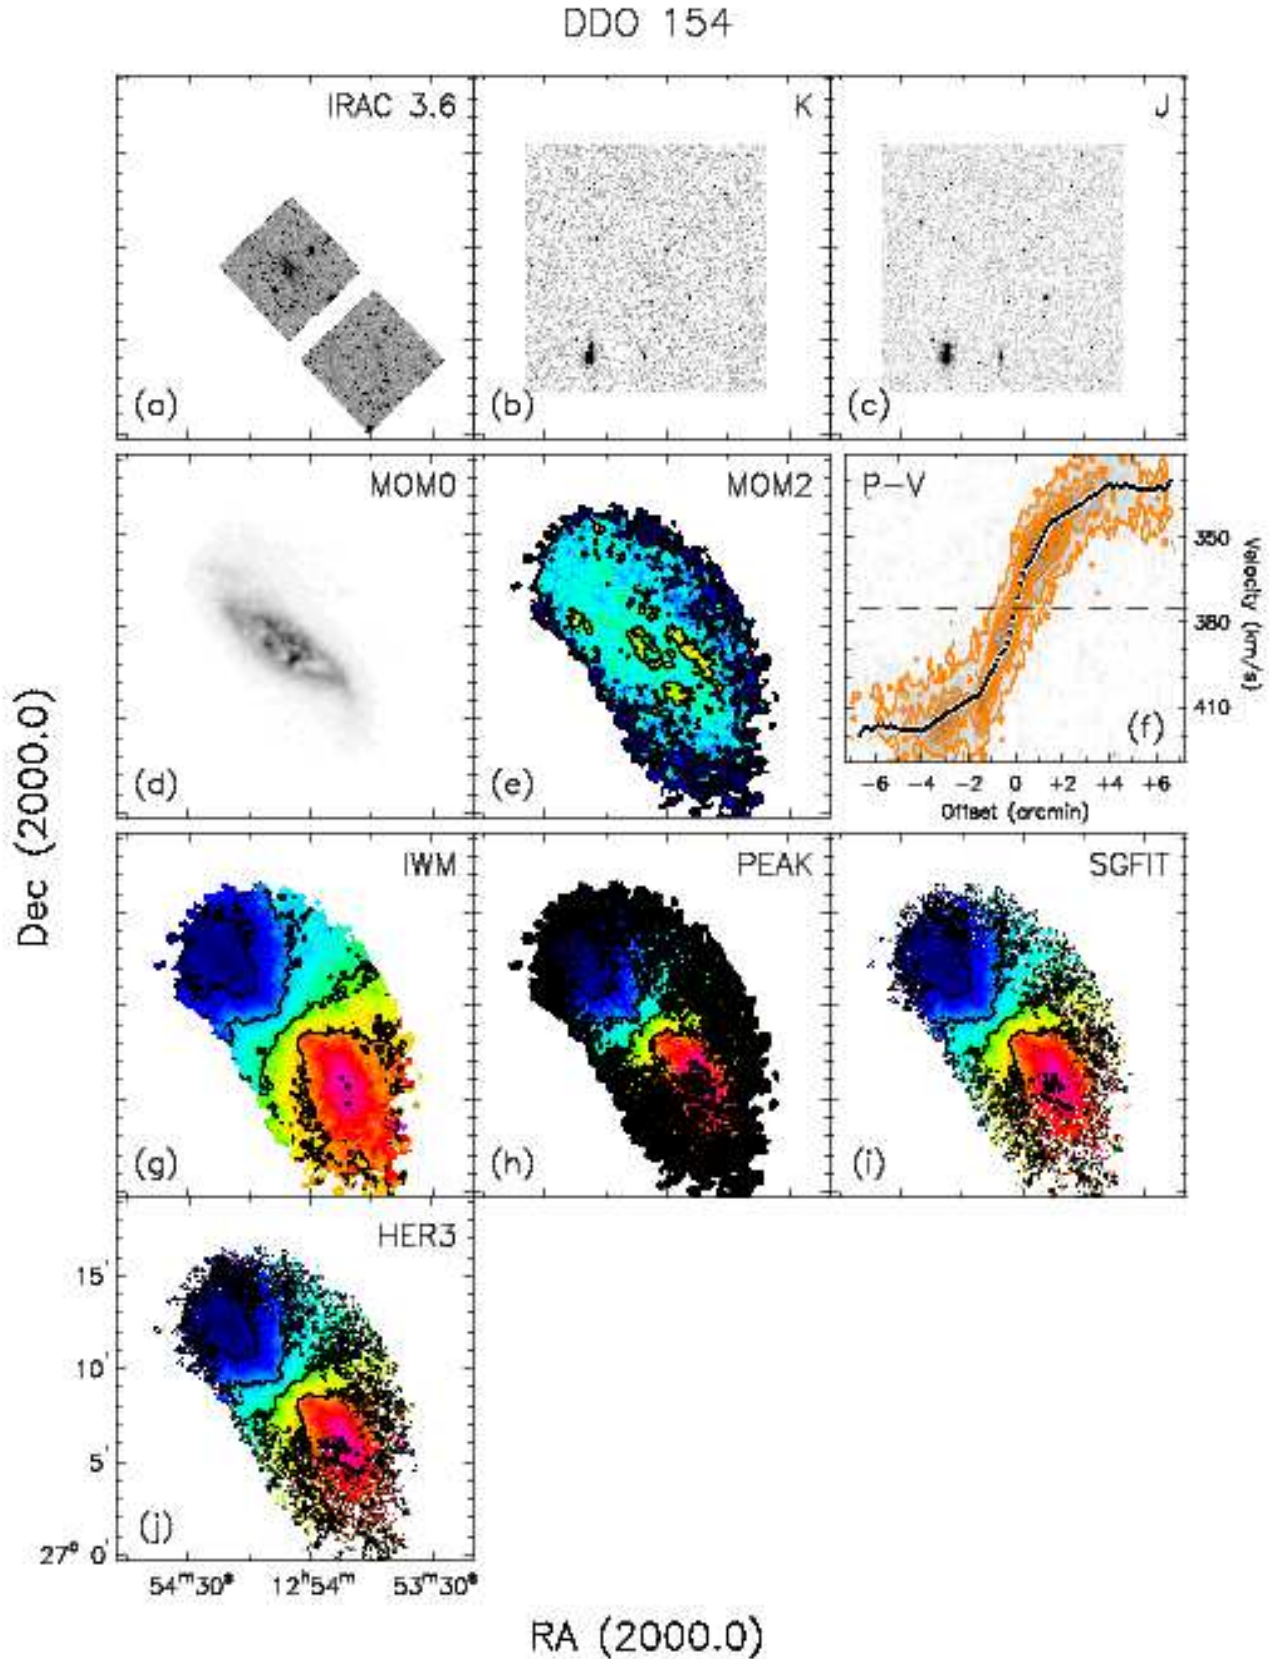 DDO 154
IRAC 3.6
K
J
(a)
(b)
(c)
MOM0
MOM2
P-V
350
380
410
Velocity (km/s)
(d)
(e)
(f)
-6 -4 -2 0 +2 +4 +6
Offset (arcmin)
Dec (2000.0)
IWM
PEAK
SGFIT
(g)
(h)
(i)
HER3
15'
10'
5'
27° 0'
(j)
54ᵐ30ˢ 12ʰ54ᵐ 53ᵐ30ˢ
RA (2000.0)